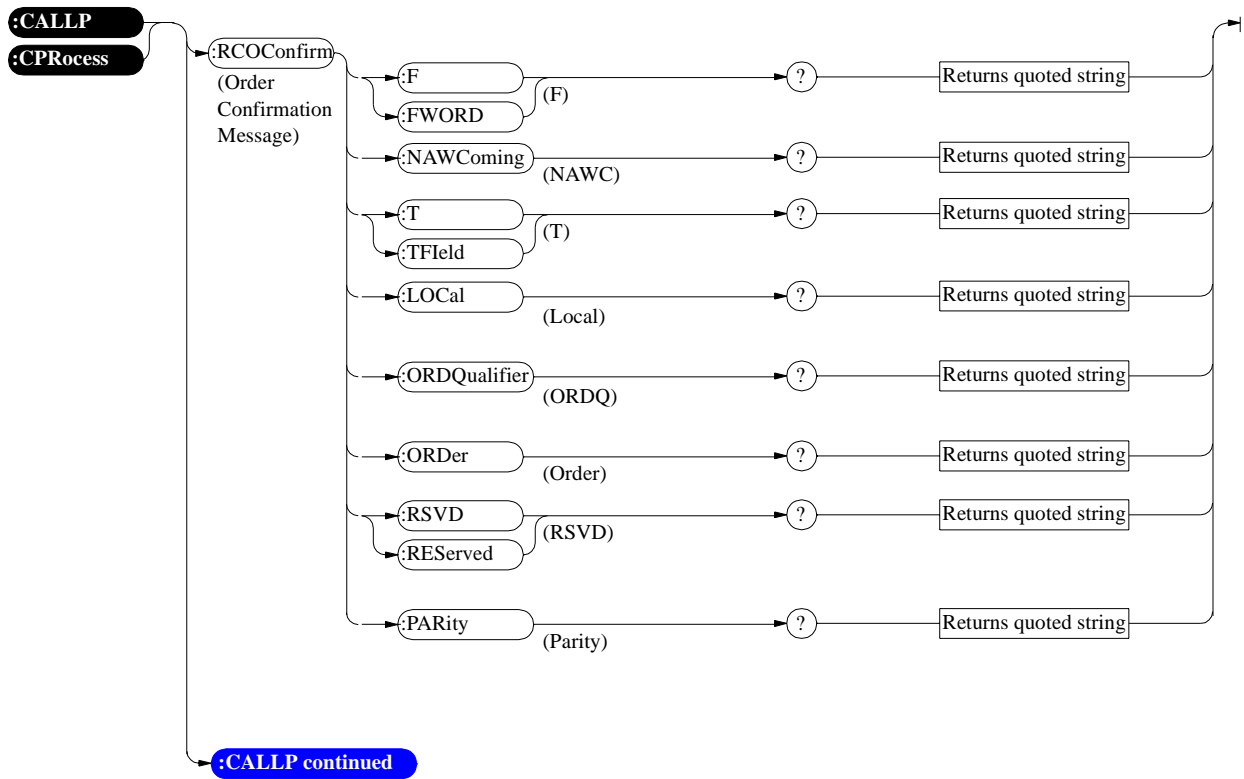 :CALLP
:CPRocess
:RCOConfirm
(Order
Confirmation
Message)
:F
:FWORD
(F)
?
Returns quoted string
:NAWComing
(NAWC)
?
Returns quoted string
:T
:TFIeld
(T)
?
Returns quoted string
:LOCal
(Local)
?
Returns quoted string
:ORDQualifier
(ORDQ)
?
Returns quoted string
:ORDer
(Order)
?
Returns quoted string
:RSVD
:REServed
(RSVD)
?
Returns quoted string
:PARity
(Parity)
?
Returns quoted string
:CALLP continued